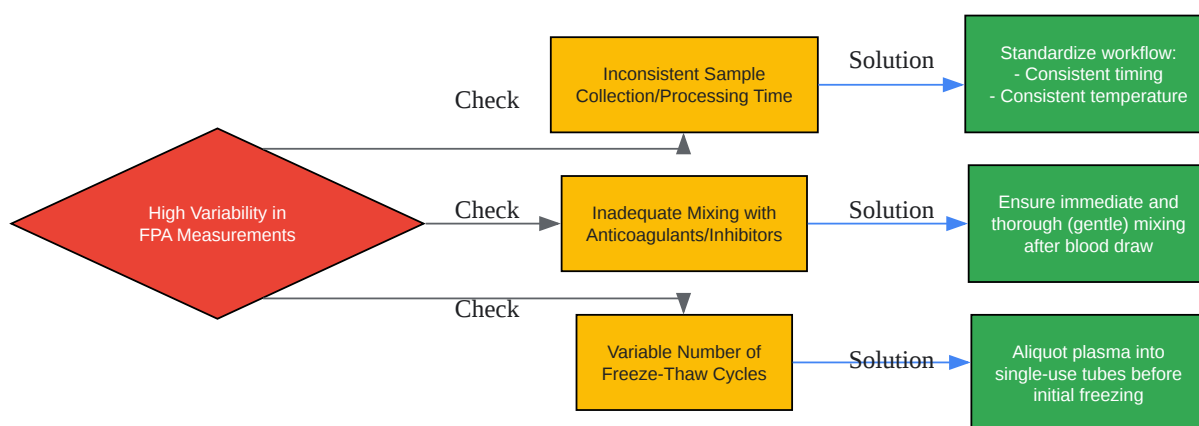 High Variability in
FPA Measurements
Check
Inconsistent Sample
Collection/Processing Time
Solution
Standardize workflow:
- Consistent timing
- Consistent temperature
Check
Inadequate Mixing with
Anticoagulants/Inhibitors
Solution
Ensure immediate and
thorough (gentle) mixing
after blood draw
Check
Variable Number of
Freeze-Thaw Cycles
Solution
Aliquot plasma into
single-use tubes before
initial freezing